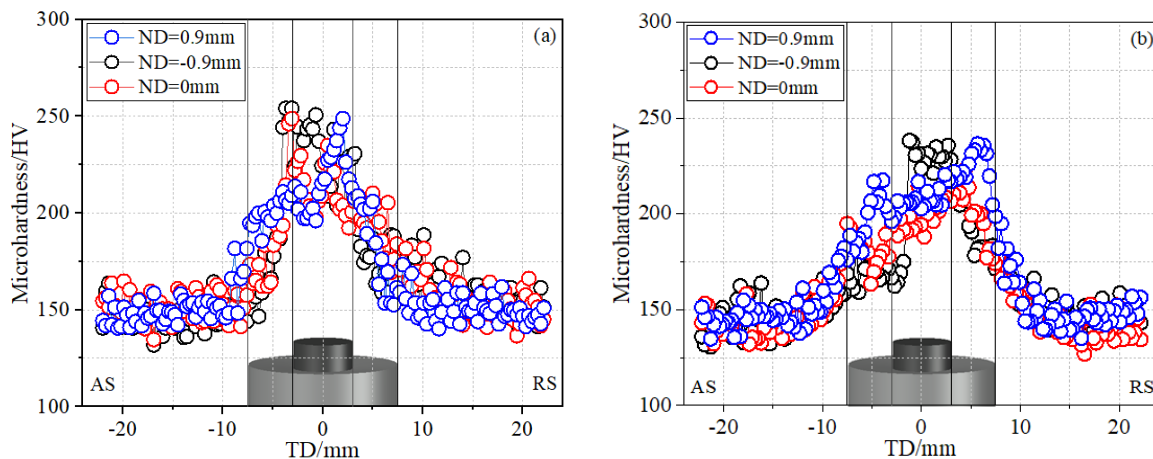 300
250
200
150
100
Microhardness/HV
ND=0.9mm
ND=-0.9mm
ND=0mm
(a)
AS
RS
-20
-10
0
10
20
TD/mm
300
250
200
150
100
Microhardness/HV
ND=0.9mm
ND=-0.9mm
ND=0mm
(b)
AS
RS
-20
-10
0
10
20
TD/mm